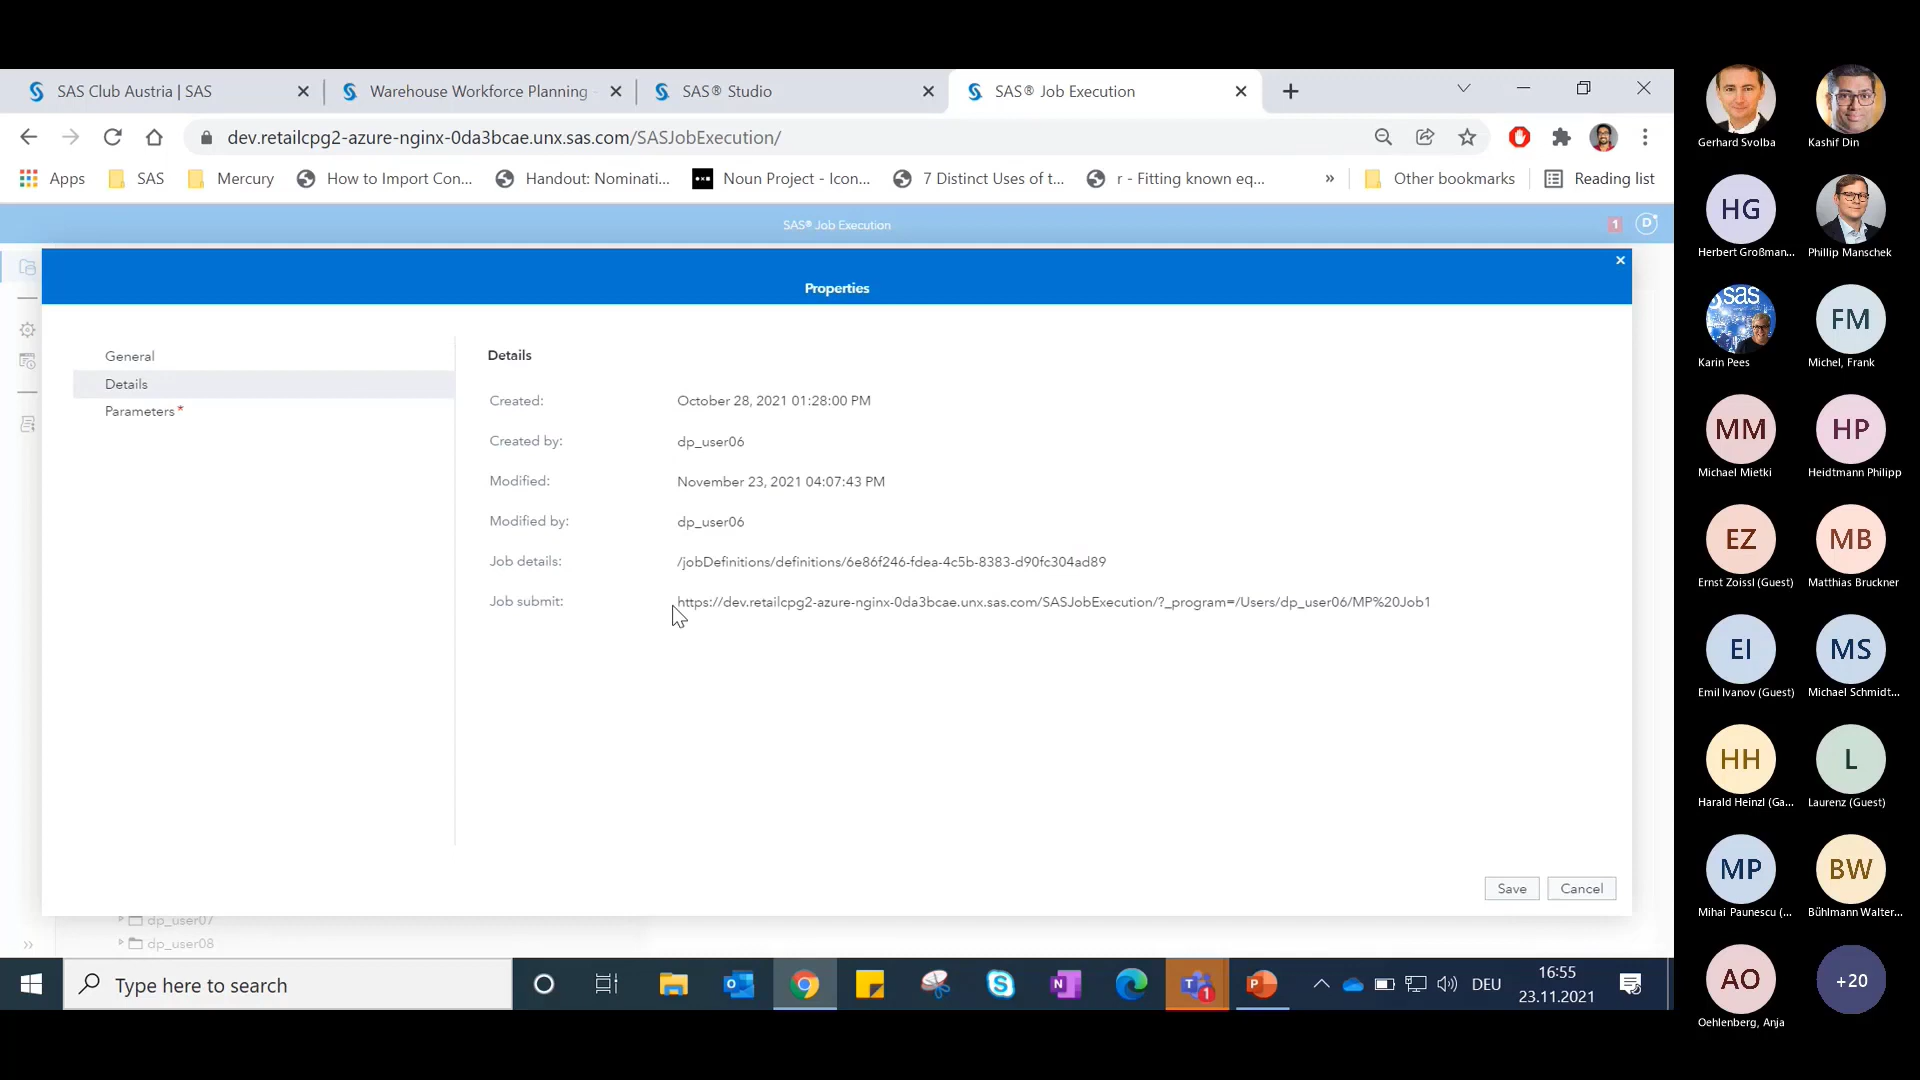 SAS Club Austria | SAS
Warehouse Workforce Planning
SAS® Studio
SAS® Job Execution
dev.retailcpg2-azure-nginx-0da3bcae.unx.sas.com/SASJobExecution/
Apps
SAS
Mercury
How to Import Con...
Handout: Nominati...
Noun Project - Icon...
7 Distinct Uses of t...
r - Fitting known eq...
»
Other bookmarks
Reading list
SAS® Job Execution
1
D
Properties
General
Details
Parameters*
Details
Created: October 28, 2021 01:28:00 PM
Created by: dp_user06
Modified: November 23, 2021 04:07:43 PM
Modified by: dp_user06
Job details: /jobDefinitions/definitions/6e86f246-fdea-4c5b-8383-d90fc304ad89
Job submit: https://dev.retailcpg2-azure-nginx-0da3bcae.unx.sas.com/SASJobExecution/?_program=/Users/dp_user06/MP%20Job1
Save
Cancel
dp_user07
dp_user08
Type here to search
DEU
16:55
23.11.2021
Gerhard Svolba
Kashif Din
HG
Herbert Großman...
Phillip Manschek
sas
Karin Pees
FM
Michel, Frank
MM
Michael Mietki
HP
Heidtmann Philipp
EZ
Ernst Zoissl (Guest)
MB
Matthias Bruckner
EI
Emil Ivanov (Guest)
MS
Michael Schmidt...
HH
Harald Heinzl (Ga...
L
Laurenz (Guest)
MP
Mihai Paunescu (...
BW
Bühlmann Walter...
AO
Oehlenberg, Anja
+20